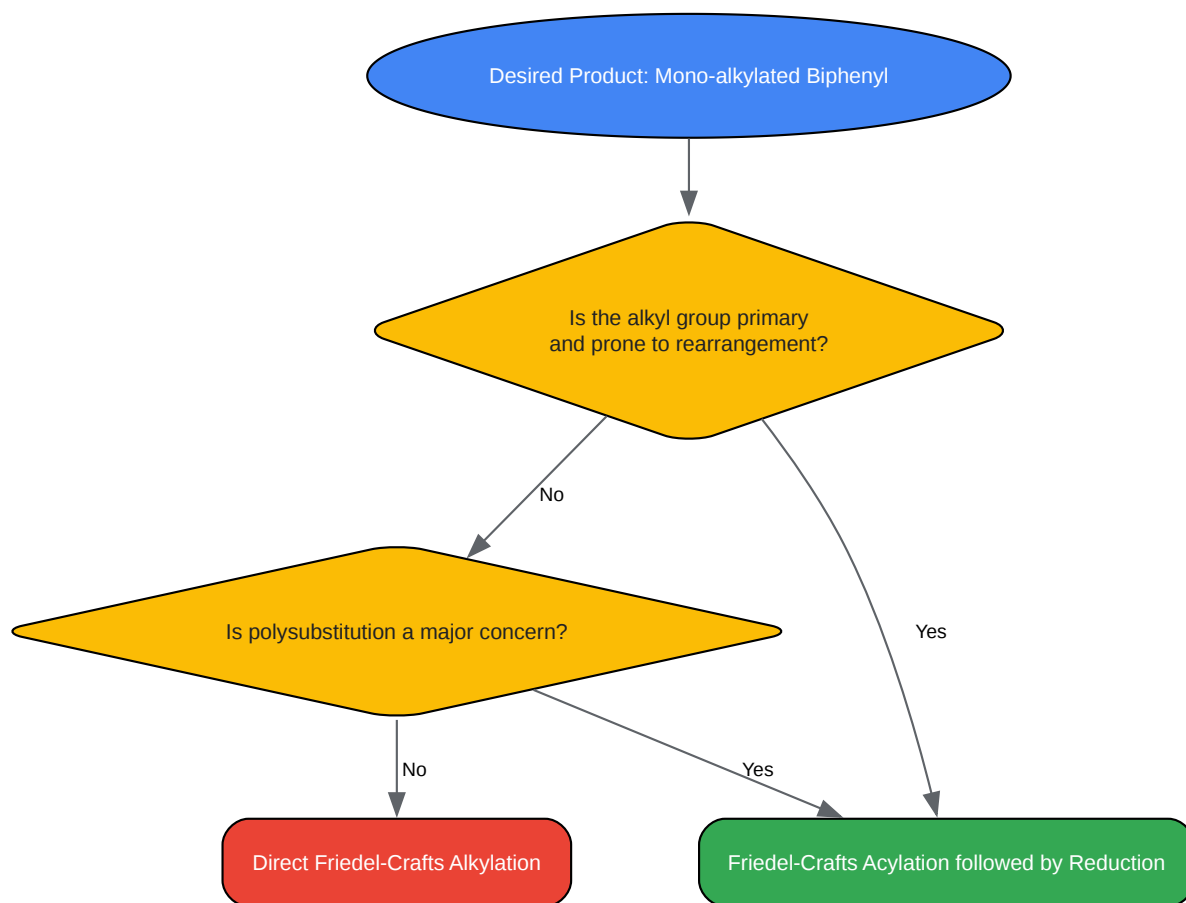 Desired Product: Mono-alkylated Biphenyl
Is the alkyl group primary
and prone to rearrangement?
No
Yes
Is polysubstitution a major concern?
No
Yes
Direct Friedel-Crafts Alkylation
Friedel-Crafts Acylation followed by Reduction